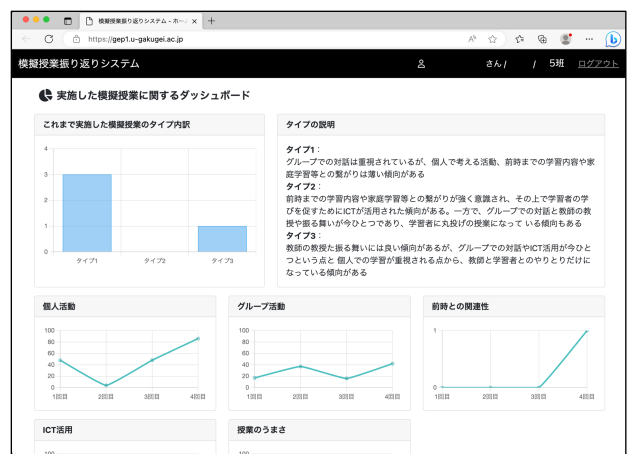 模擬授業振り返りシステム - ホーム
https://gep1.u-gakugei.ac.jp
模擬授業振り返りシステム さん / / 5班 ログアウト
実施した模擬授業に関するダッシュボード
これまで実施した模擬授業のタイプ内訳
4
3
2
1
0
タイプ1 タイプ2 タイプ3
タイプの説明
タイプ1：
グループでの対話は重視されているが、個人で考える活動、前時までの学習内容や家
庭学習等との繋がりは薄い傾向がある
タイプ2：
前時までの学習内容や家庭学習等との繋がりが強く意識され、その上で学習者の学
びを促すためにICTが活用された傾向がある。一方で、グループでの対話と教師の教
授や振る舞いが今ひとつであり、学習者に丸投げの授業になって いる傾向もある
タイプ3：
教師の教授と振る舞いには良い傾向があるが、グループでの対話やICT活用が今ひと
つという点と 個人での学習が重視される点から、教師と学習者とのやりとりだけに
なっている傾向がある
個人活動
100
80
60
40
20
0
1回目 2回目 3回目 4回目
グループ活動
100
80
60
40
20
0
1回目 2回目 3回目 4回目
前時との関連性
1
0
1回目 2回目 3回目 4回目
ICT活用
100
授業のうまさ
100